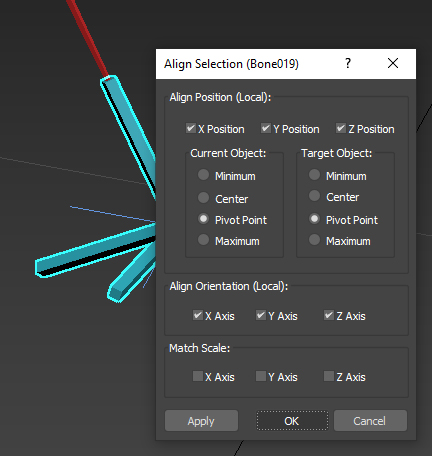 Align Selection (Bone019)
Align Position (Local):
X Position Y Position Z Position
Current Object: Target Object:
Minimum Minimum
Center Center
Pivot Point Pivot Point
Maximum Maximum
Align Orientation (Local):
X Axis Y Axis Z Axis
Match Scale:
X Axis Y Axis Z Axis
Apply OK Cancel